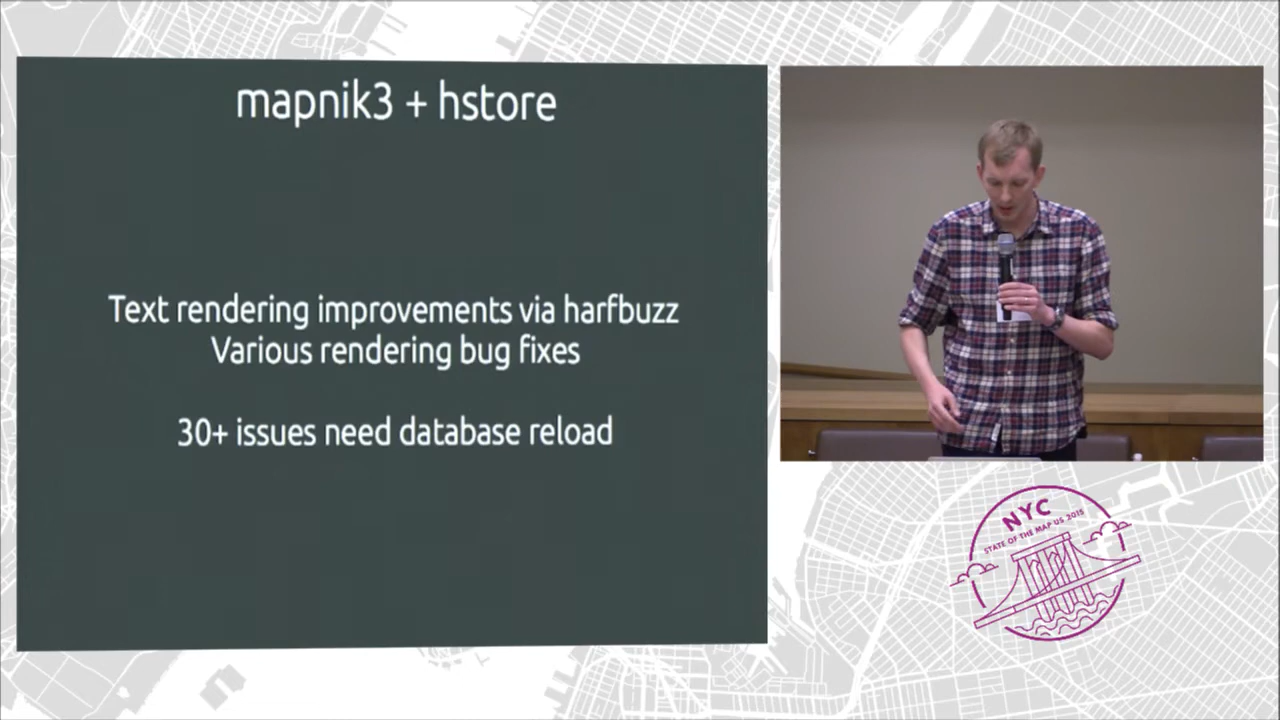 mapnik3 + hstore
Text rendering improvements via harfbuzz
Various rendering bug fixes
30+ issues need database reload
NYC
STATE OF THE MAP US 2015